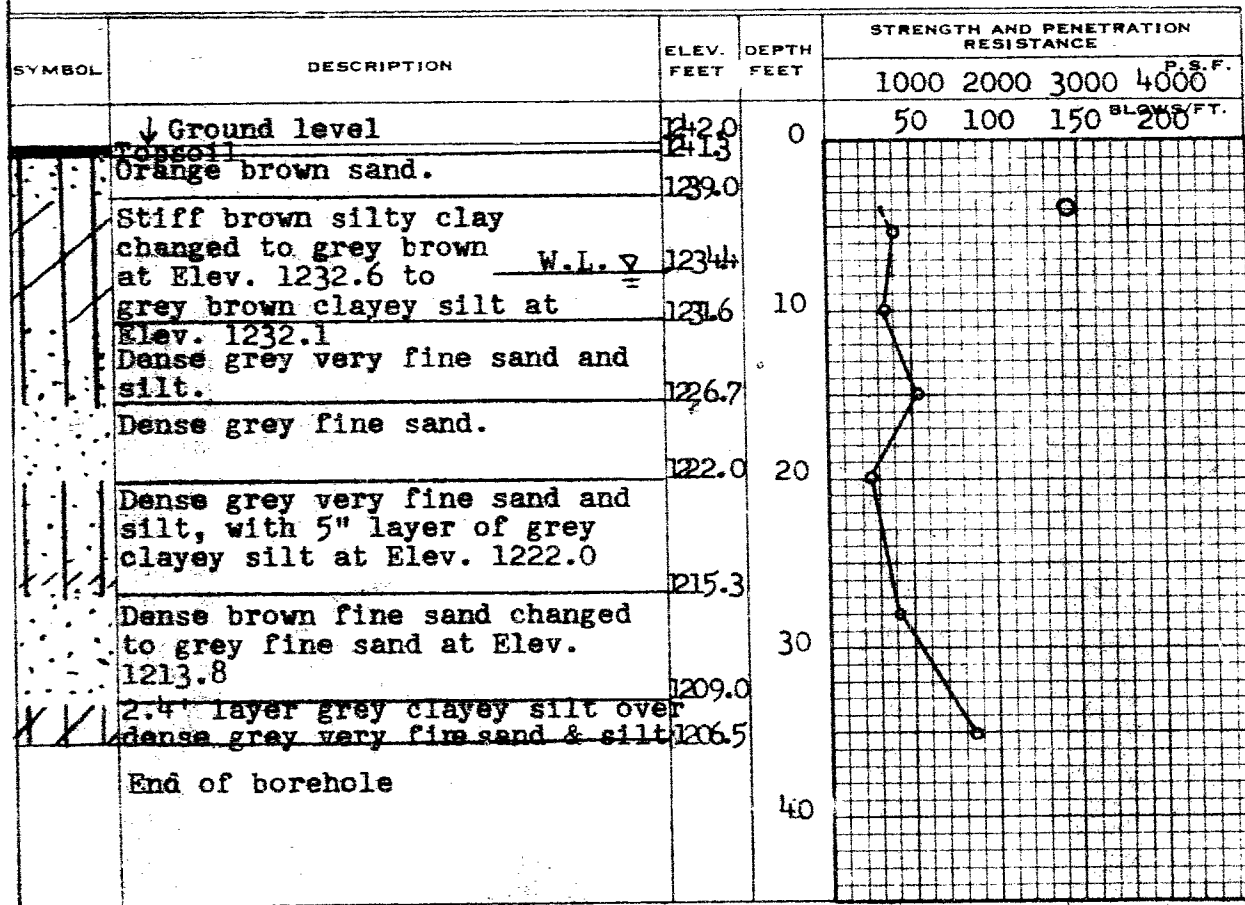 SYMBOL
DESCRIPTION
ELEV. FEET
DEPTH FEET
STRENGTH AND PENETRATION RESISTANCE
P.S.F.
1000 2000 3000 4000
BLOWS/FT.
50 100 150 200
↓ Ground level 1242.0 0
Topsoil 1241.3
Orange brown sand. 1239.0
Stiff brown silty clay
changed to grey brown
at Elev. 1232.6 to W.L. 1234.4
grey brown clayey silt at 1231.6 10
Elev. 1232.1
Dense grey very fine sand and
silt. 1226.7
Dense grey fine sand.
1222.0 20
Dense grey very fine sand and
silt, with 5" layer of grey
clayey silt at Elev. 1222.0
1215.3
Dense brown fine sand changed
to grey fine sand at Elev. 30
1213.8
1209.0
2.4' layer grey clayey silt over
dense grey very fine sand & silt 1206.5
End of borehole
40